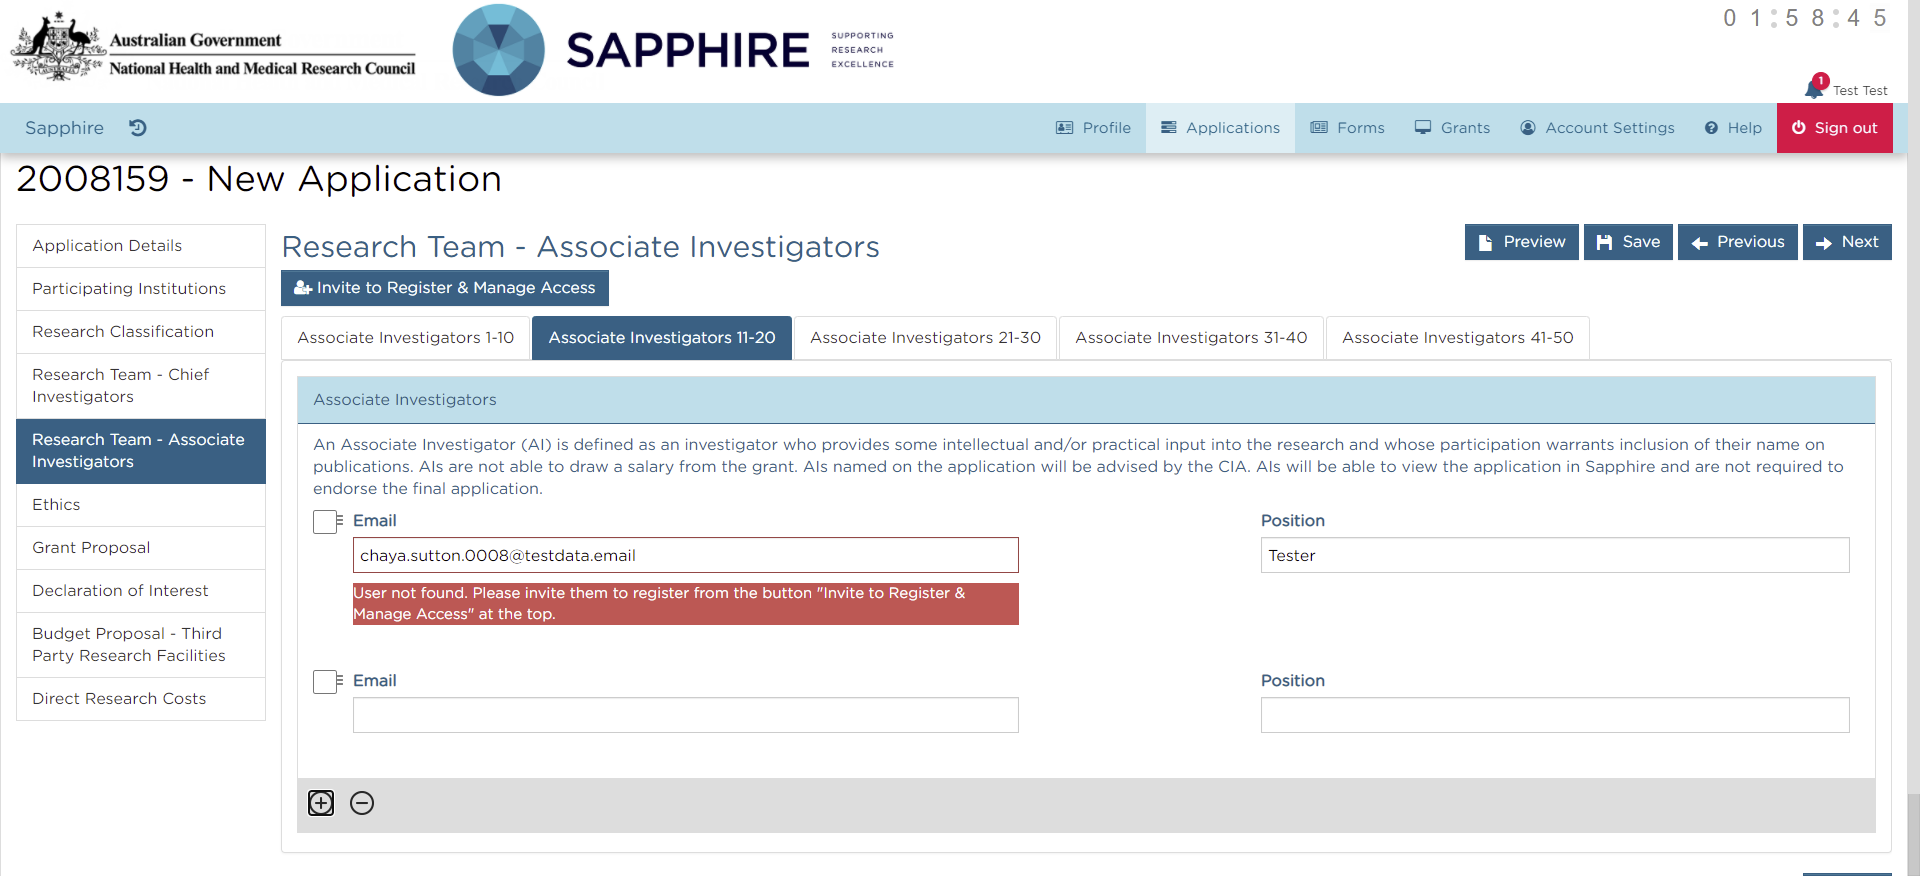 Australian Government
National Health and Medical Research Council
SAPPHIRE
SUPPORTING
RESEARCH
EXCELLENCE
01:58:45
1
Test Test
Sapphire
Profile
Applications
Forms
Grants
Account Settings
Help
Sign out
2008159 - New Application
Application Details
Participating Institutions
Research Classification
Research Team - Chief
Investigators
Research Team - Associate
Investigators
Ethics
Grant Proposal
Declaration of Interest
Budget Proposal - Third
Party Research Facilities
Direct Research Costs
Research Team - Associate Investigators
Preview
Save
Previous
Next
Invite to Register & Manage Access
Associate Investigators 1-10
Associate Investigators 11-20
Associate Investigators 21-30
Associate Investigators 31-40
Associate Investigators 41-50
Associate Investigators
An Associate Investigator (AI) is defined as an investigator who provides some intellectual and/or practical input into the research and whose participation warrants inclusion of their name on
publications. AIs are not able to draw a salary from the grant. AIs named on the application will be advised by the CIA. AIs will be able to view the application in Sapphire and are not required to
endorse the final application.
Email
Position
chaya.sutton.0008@testdata.email
Tester
User not found. Please invite them to register from the button "Invite to Register &
Manage Access" at the top.
Email
Position